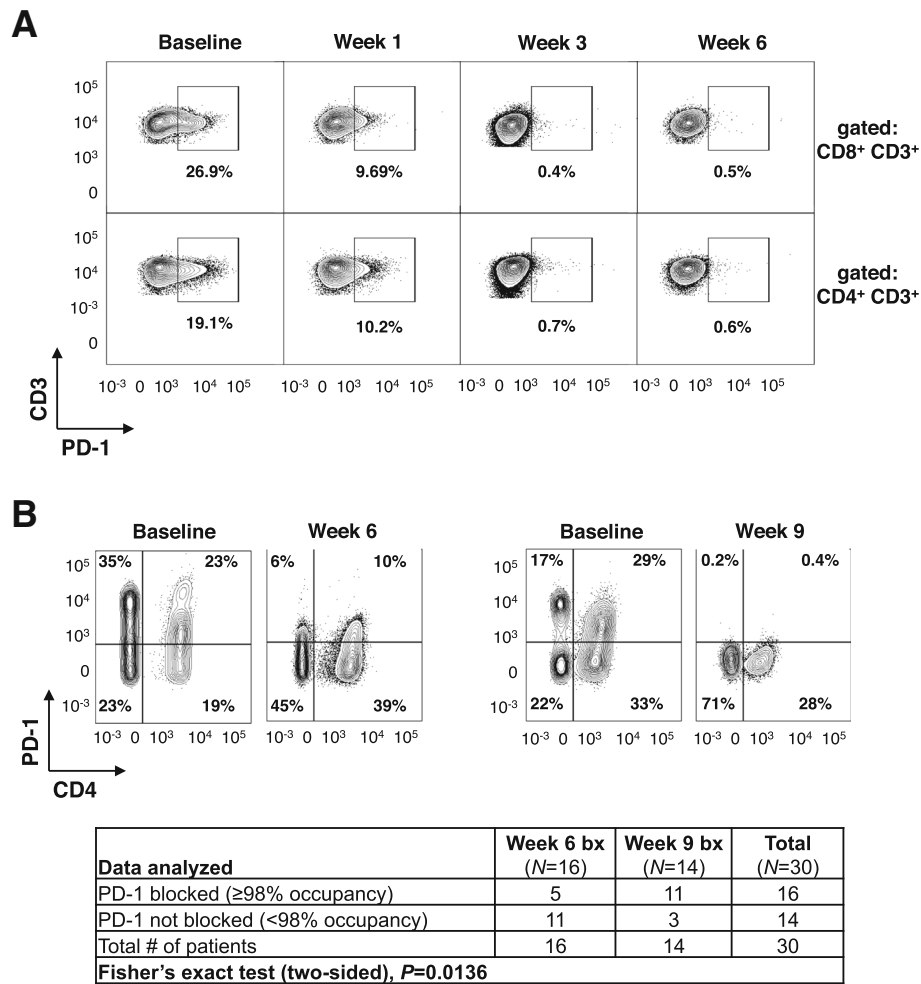 A
Baseline Week 1 Week 3 Week 6
10⁵
10⁴
10³
0
26.9% 9.69% 0.4% 0.5%
gated:
CD8⁺ CD3⁺
10⁵
10⁴
10⁻³
0
19.1% 10.2% 0.7% 0.6%
gated:
CD4⁺ CD3⁺
10⁻³ 0 10³ 10⁴ 10⁵ 10⁻³ 0 10³ 10⁴ 10⁵ 10⁻³ 0 10³ 10⁴ 10⁵ 10⁻³ 0 10³ 10⁴ 10⁵
CD3
PD-1
B
Baseline Week 6 Baseline Week 9
35% 23% 6% 10% 17% 29% 0.2% 0.4%
10⁵ 10⁵
10⁴ 10⁴
10³ 10³
0 0
10⁻³ 10⁻³
23% 19% 45% 39% 22% 33% 71% 28%
10⁻³ 0 10³ 10⁴ 10⁵ 10⁻³ 0 10³ 10⁴ 10⁵ 10⁻³ 0 10³ 10⁴ 10⁵ 10⁻³ 0 10³ 10⁴ 10⁵
PD-1
CD4
Data analyzed Week 6 bx (N=16) Week 9 bx (N=14) Total (N=30)
PD-1 blocked (≥98% occupancy) 5 11 16
PD-1 not blocked (<98% occupancy) 11 3 14
Total # of patients 16 14 30
Fisher's exact test (two-sided), P=0.0136